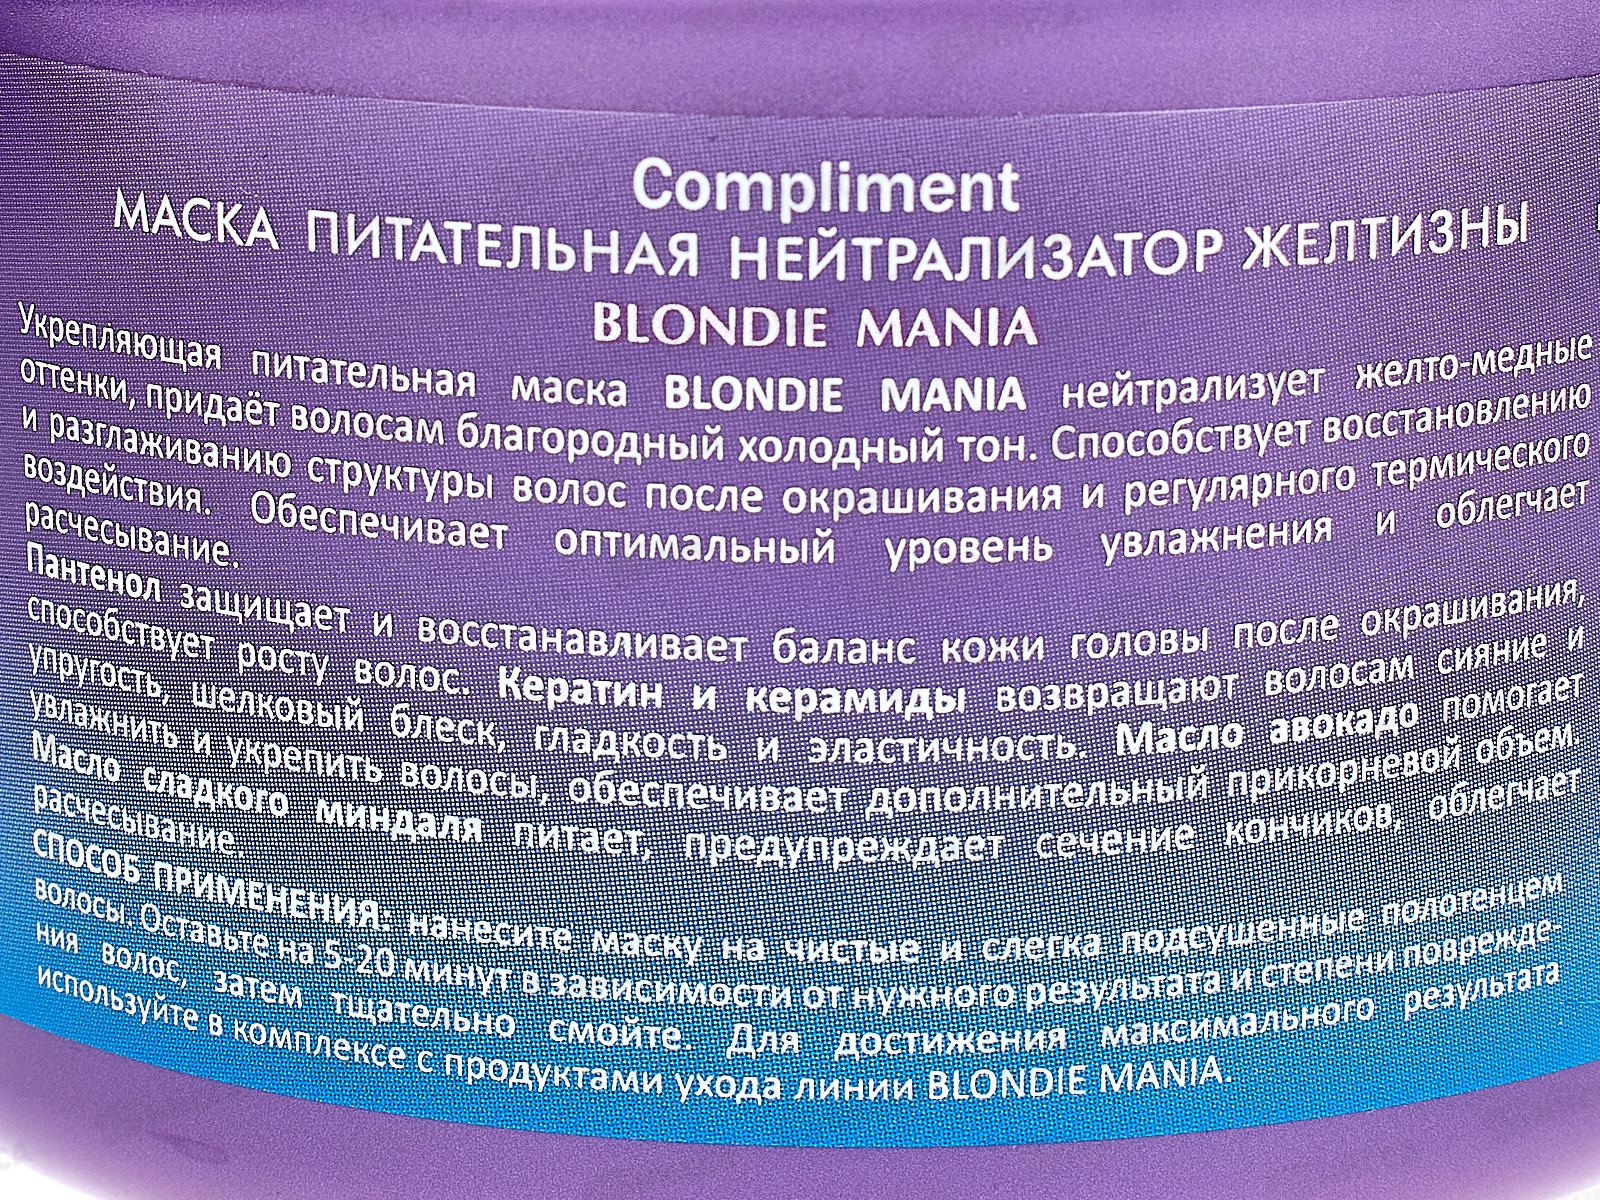 Compliment
МАСКА ПИТАТЕЛЬНАЯ НЕЙТРАЛИЗАТОР ЖЕЛТИЗНЫ
BLONDIE MANIA
Укрепляющая питательная маска BLONDIE MANIA нейтрализует желто-медные
оттенки, придаёт волосам благородный холодный тон. Способствует восстановлению
и разглаживанию структуры волос после окрашивания и регулярного термического
воздействия. Обеспечивает оптимальный уровень увлажнения и облегчает
расчесывание.
Пантенол защищает и восстанавливает баланс кожи головы после окрашивания,
способствует росту волос. Кератин и керамиды возвращают волосам сияние и
упругость, шелковый блеск, гладкость и эластичность. Масло авокадо помогает
увлажнить и укрепить волосы, обеспечивает дополнительный прикорневой объем
Масло сладкого миндаля питает, предупреждает сечение кончиков, облегчает
расчесывание.
СПОСОБ ПРИМЕНЕНИЯ: нанесите маску на чистые и слегка подсушенные полотенцем
волосы. Оставьте на 5-20 минут в зависимости от нужного результата и степени поврежде-
ния волос, затем тщательно смойте. Для достижения максимального результата
используйте в комплексе с продуктами ухода линии BLONDIE MANIA.